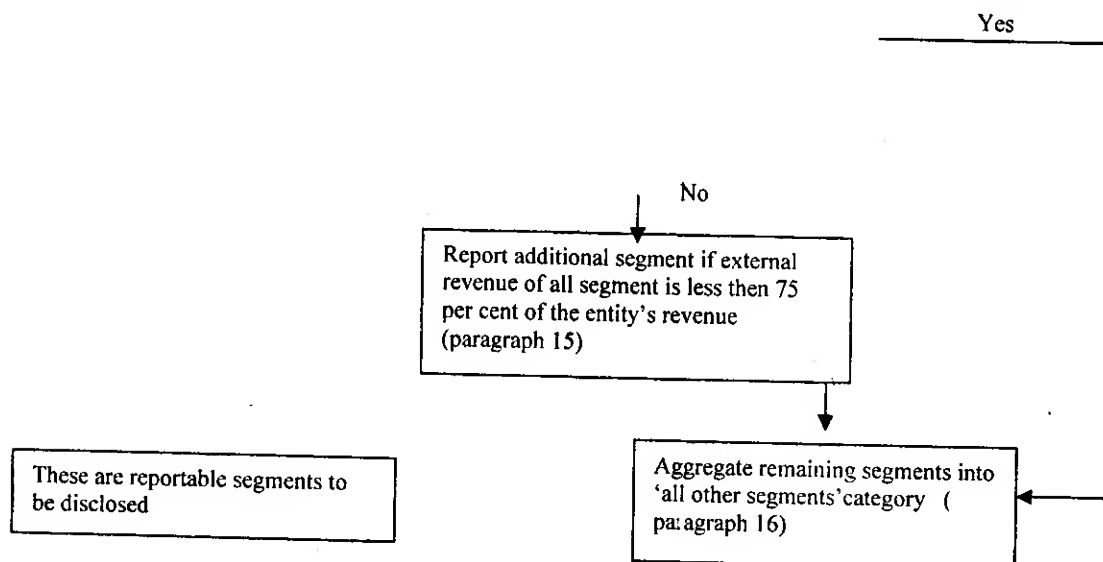 Yes
No
Report additional segment if external
revenue of all segment is less then 75
per cent of the entity's revenue
(paragraph 15)
These are reportable segments to
be disclosed
Aggregate remaining segments into
'all other segments'category (
paragraph 16)